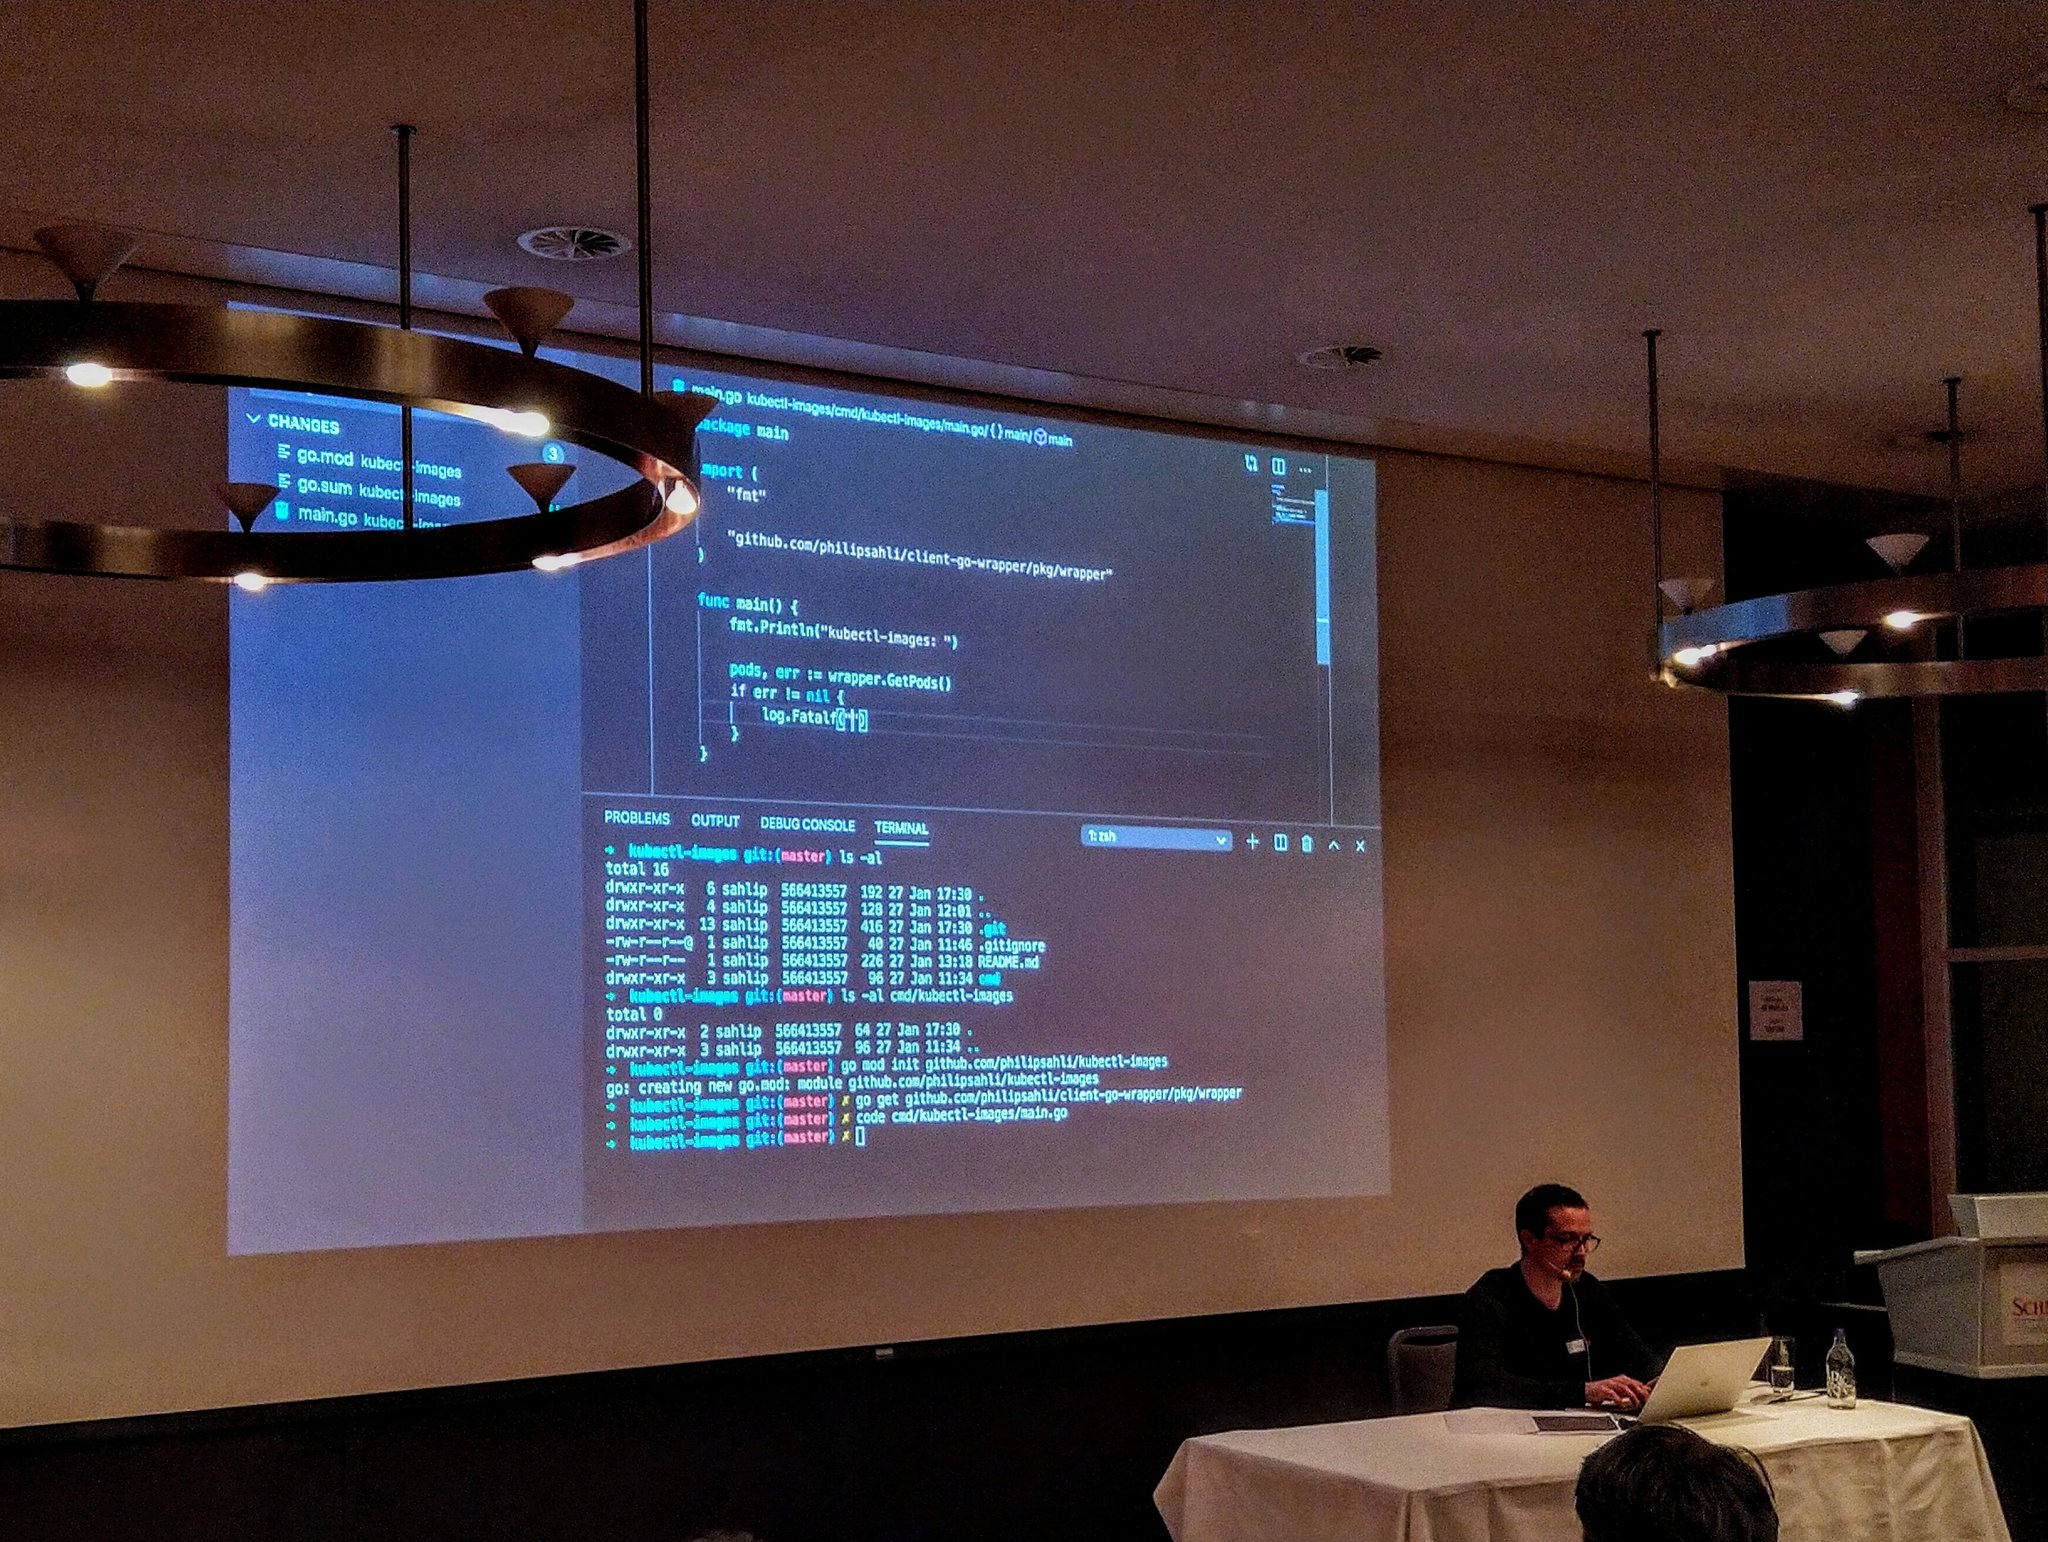 CHANGES
3
go.mod kubectl-images
go.sum kubectl-images
main.go
main.go kubectl-images/cmd/kubectl-images/main.go/{}main/main
package main
import (
"fmt"
"github.com/philipsahli/client-go-wrapper/pkg/wrapper"
)
func main() {
fmt.Println("kubectl-images: ")
pods, err := wrapper.GetPods()
if err != nil {
log.Fatalf("")
}
}
PROBLEMS OUTPUT DEBUG CONSOLE TERMINAL 1: zsh
→ kubectl-images git:(master) ls -al
total 16
drwxr-xr-x 6 sahlip 566413557 192 27 Jan 17:30 .
drwxr-xr-x 4 sahlip 566413557 128 27 Jan 12:01 ..
drwxr-xr-x 13 sahlip 566413557 416 27 Jan 17:30 .git
-rw-r--r--@ 1 sahlip 566413557 40 27 Jan 11:46 .gitignore
-rw-r--r-- 1 sahlip 566413557 226 27 Jan 13:18 README.md
drwxr-xr-x 3 sahlip 566413557 96 27 Jan 11:34 cmd
→ kubectl-images git:(master) ls -al cmd/kubectl-images
total 0
drwxr-xr-x 2 sahlip 566413557 64 27 Jan 17:30 .
drwxr-xr-x 3 sahlip 566413557 96 27 Jan 11:34 ..
→ kubectl-images git:(master) go mod init github.com/philipsahli/kubectl-images
go: creating new go.mod: module github.com/philipsahli/kubectl-images
→ kubectl-images git:(master) ✗ go get github.com/philipsahli/client-go-wrapper/pkg/wrapper
→ kubectl-images git:(master) ✗ code cmd/kubectl-images/main.go
→ kubectl-images git:(master) ✗